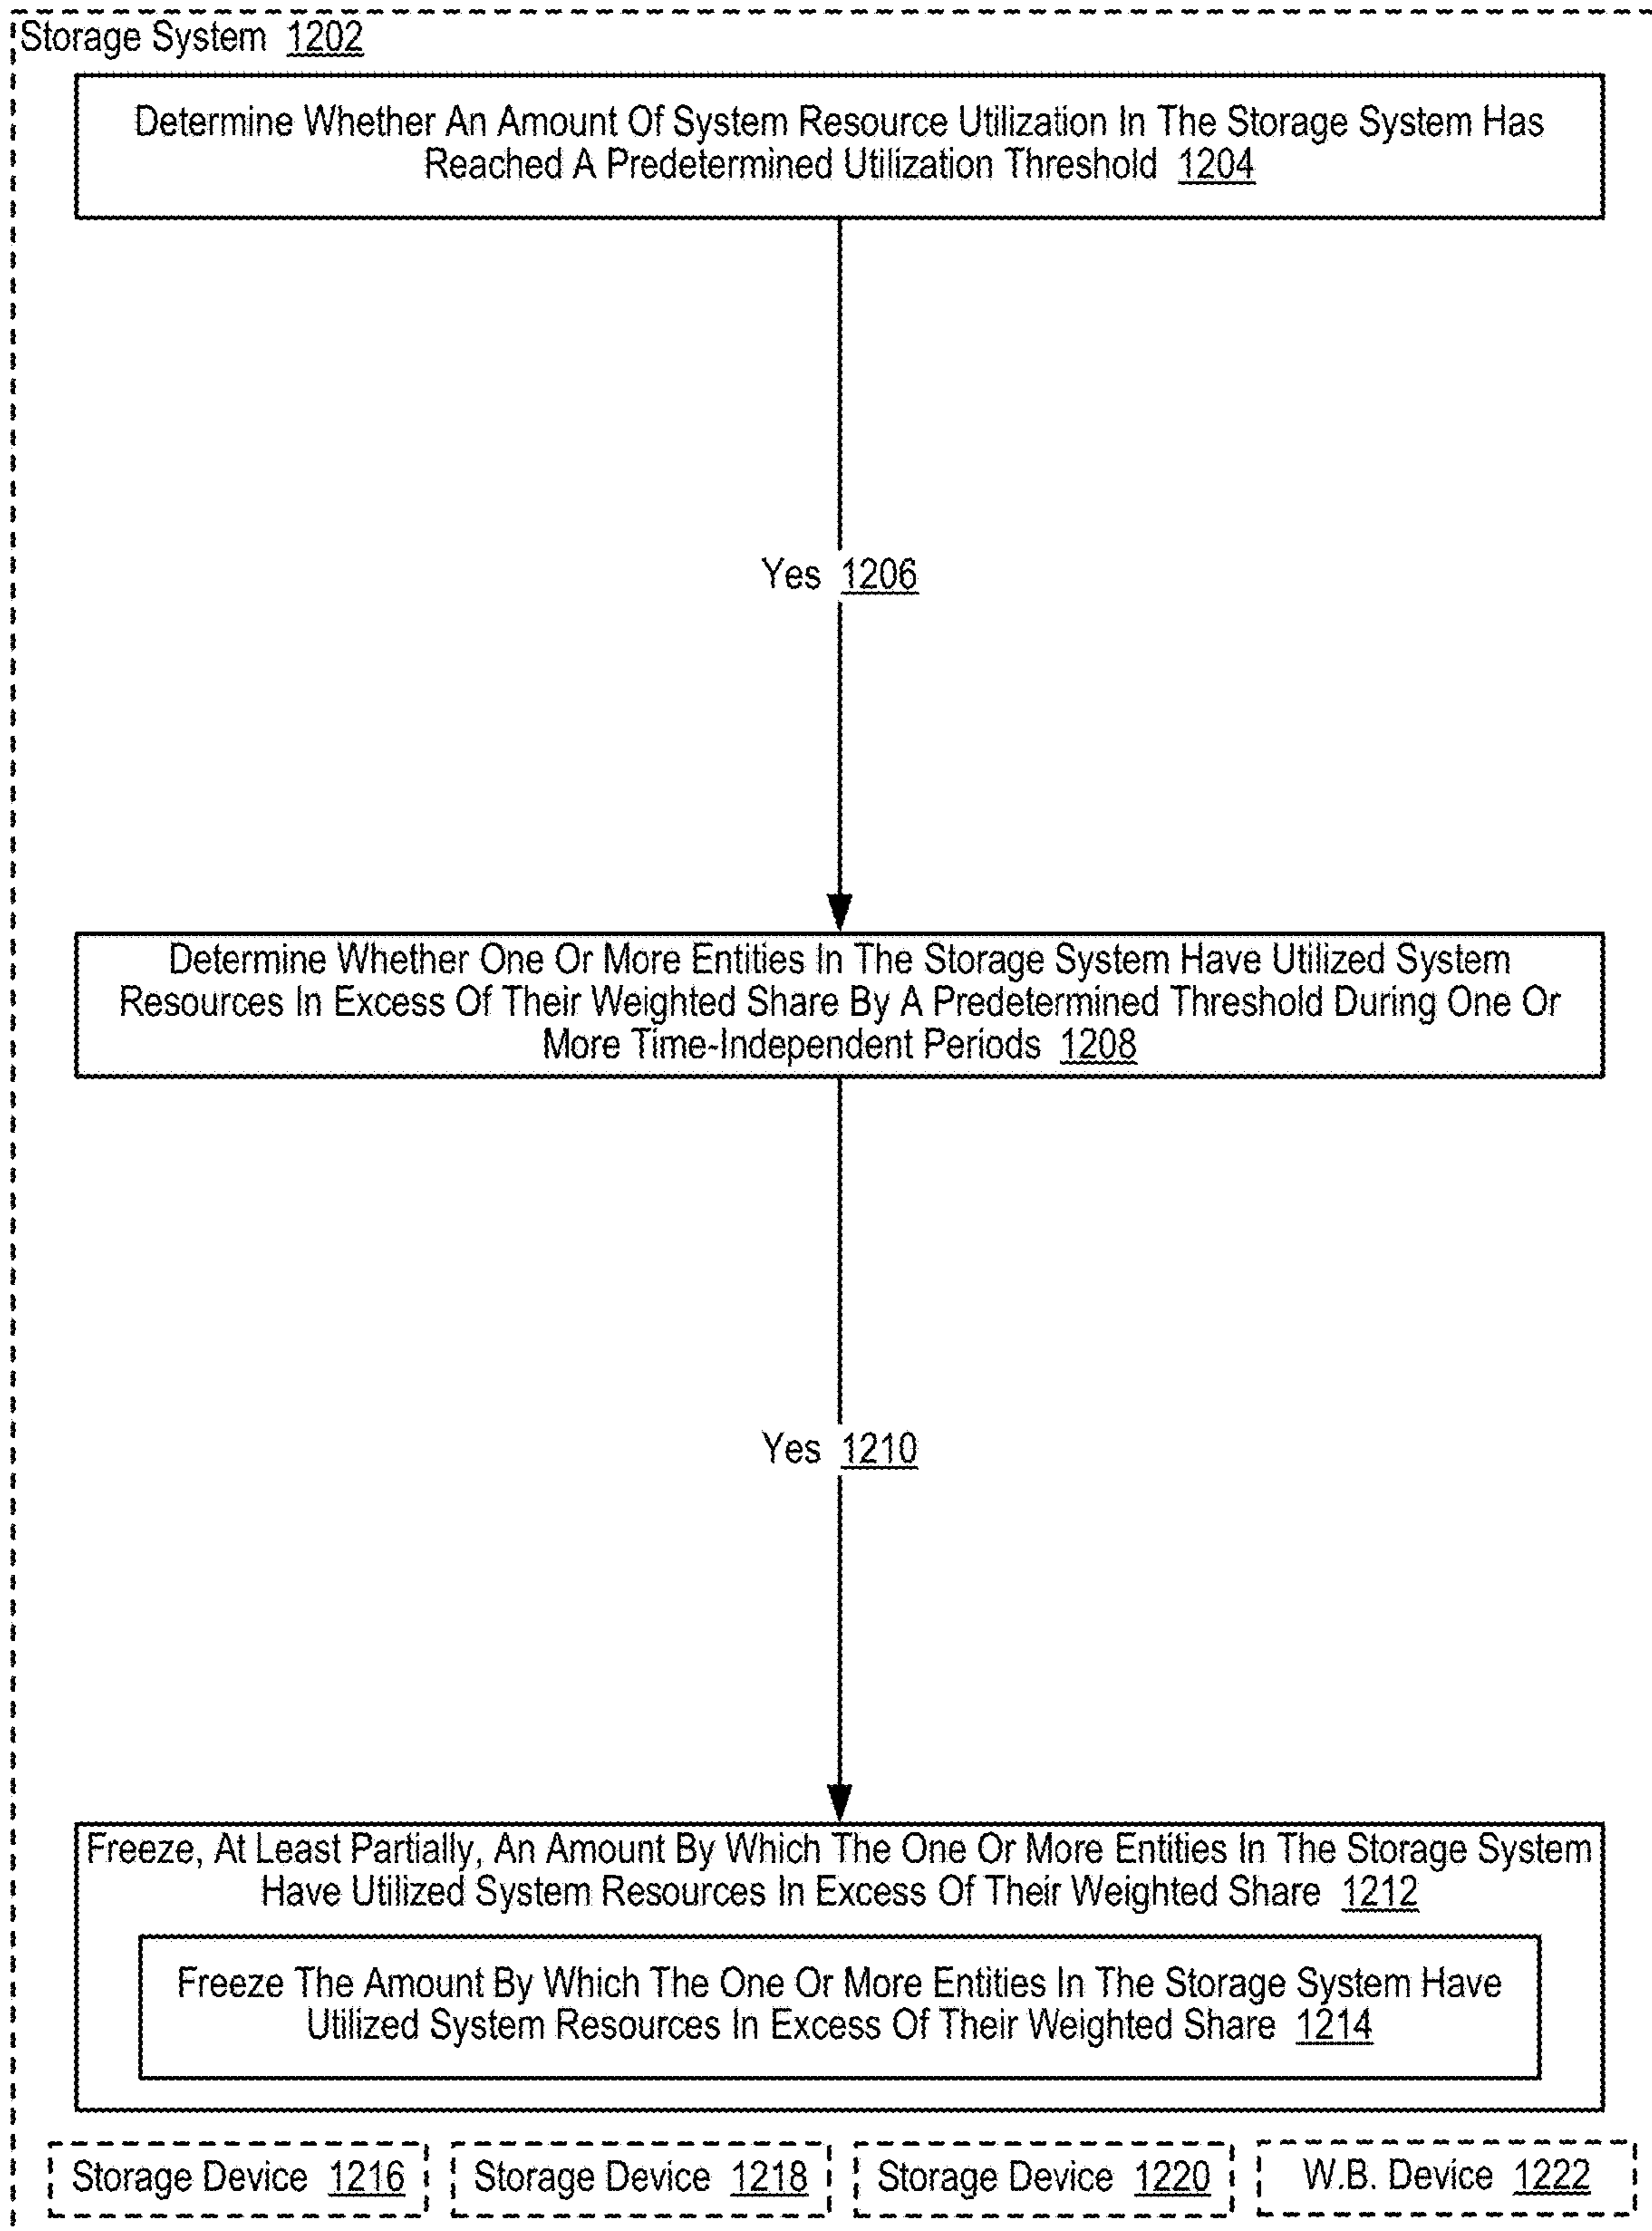 Storage System 1202
Determine Whether An Amount Of System Resource Utilization In The Storage System Has
Reached A Predetermined Utilization Threshold 1204
Yes 1206
Determine Whether One Or More Entities In The Storage System Have Utilized System
Resources In Excess Of Their Weighted Share By A Predetermined Threshold During One Or
More Time-Independent Periods 1208
Yes 1210
Freeze, At Least Partially, An Amount By Which The One Or More Entities In The Storage System
Have Utilized System Resources In Excess Of Their Weighted Share 1212
Freeze The Amount By Which The One Or More Entities In The Storage System Have
Utilized System Resources In Excess Of Their Weighted Share 1214
Storage Device 1216
Storage Device 1218
Storage Device 1220
W.B. Device 1222